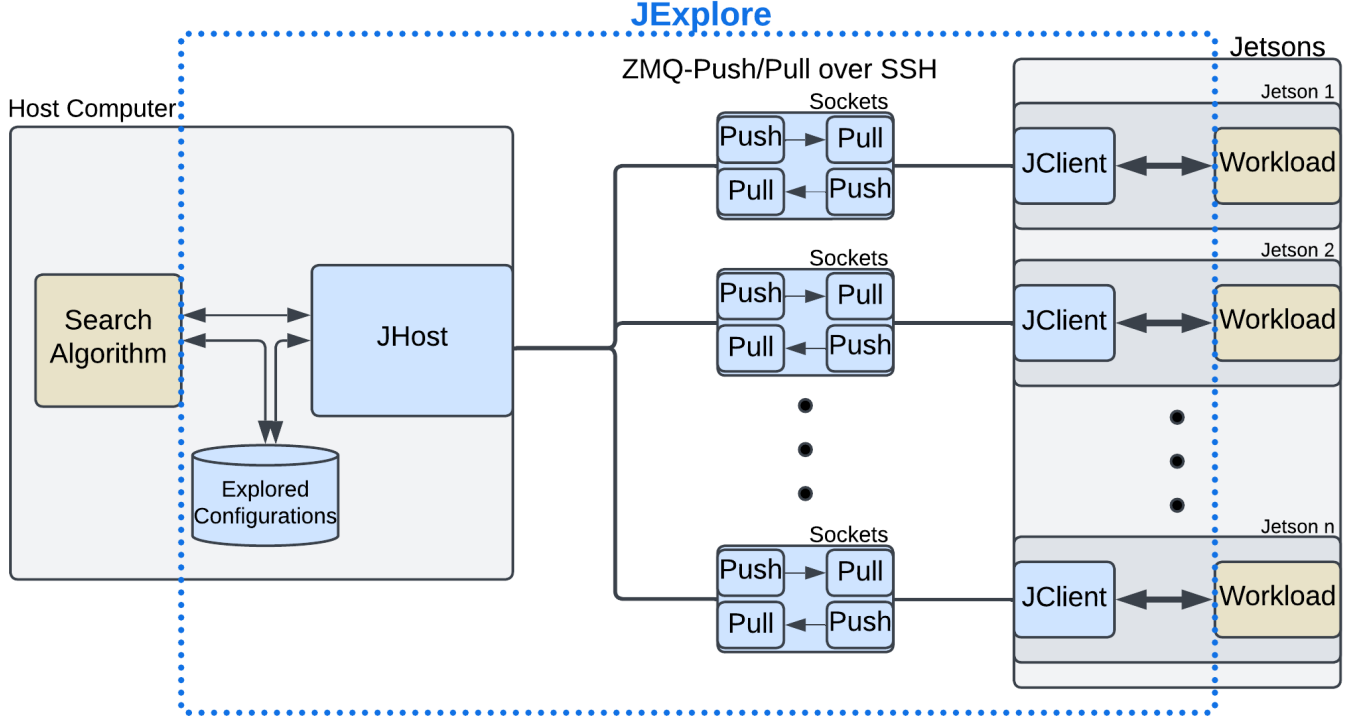 JExplore
Jetsons
ZMQ-Push/Pull over SSH
Host Computer
Sockets
Jetson 1
Push
Pull
Pull
Push
JClient
Workload
Sockets
Jetson 2
Push
Pull
Pull
Push
JClient
Workload
Search
Algorithm
JHost
Explored
Configurations
Sockets
Jetson n
Push
Pull
Pull
Push
JClient
Workload